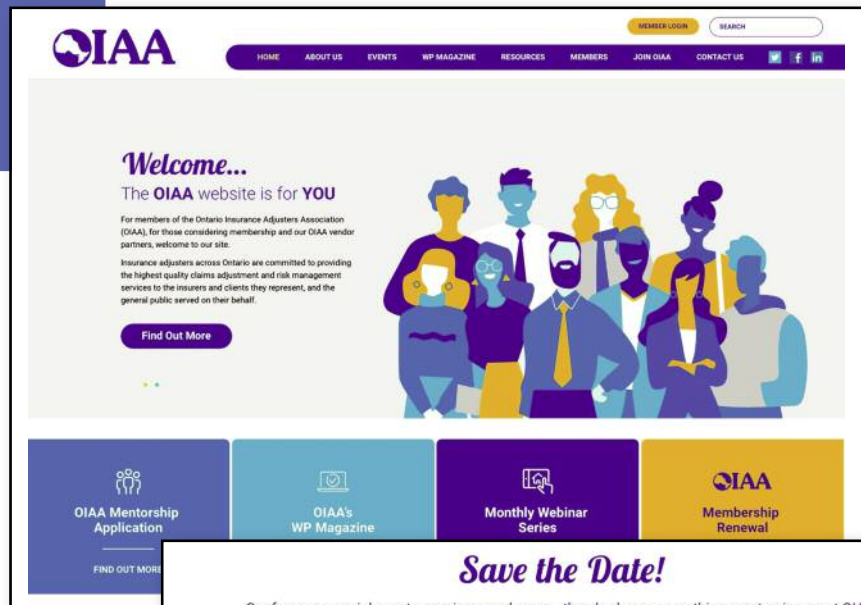 MEMBER LOGIN
SEARCH
OIAA
HOME ABOUT US EVENTS WP MAGAZINE RESOURCES MEMBERS JOIN OIAA CONTACT US
Welcome...
The OIAA website is for YOU
For members of the Ontario Insurance Adjusters Association
(OIAA), for those considering membership and our OIAA vendor
partners, welcome to our site.
Insurance adjusters across Ontario are committed to providing
the highest quality claims adjustment and risk management
services to the insurers and clients they represent, and the
general public served on their behalf.
Find Out More
OIAA Mentorship
Application
FIND OUT MORE
OIAA's
WP Magazine
Monthly Webinar
Series
OIAA
Membership
Renewal
Save the Date!